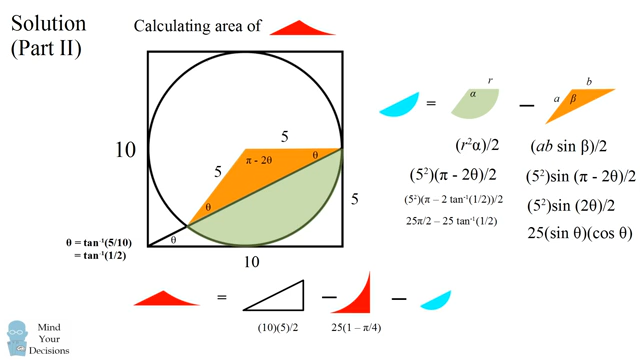 Solution
(Part II)
Calculating area of
10
5
5
π - 2θ
θ
θ
θ
5
10
θ = tan⁻¹(5/10)
= tan⁻¹(1/2)
=
r
α
−
a
b
β
(r²α)/2
(ab sin β)/2
(5²)(π - 2θ)/2
(5²)sin (π - 2θ)/2
(5²)(π – 2 tan⁻¹(1/2))/2
(5²)sin (2θ)/2
25π/2 – 25 tan⁻¹(1/2)
25(sin θ)(cos θ)
= − −
(10)(5)/2
25(1 – π/4)
Mind
Your
Decisions